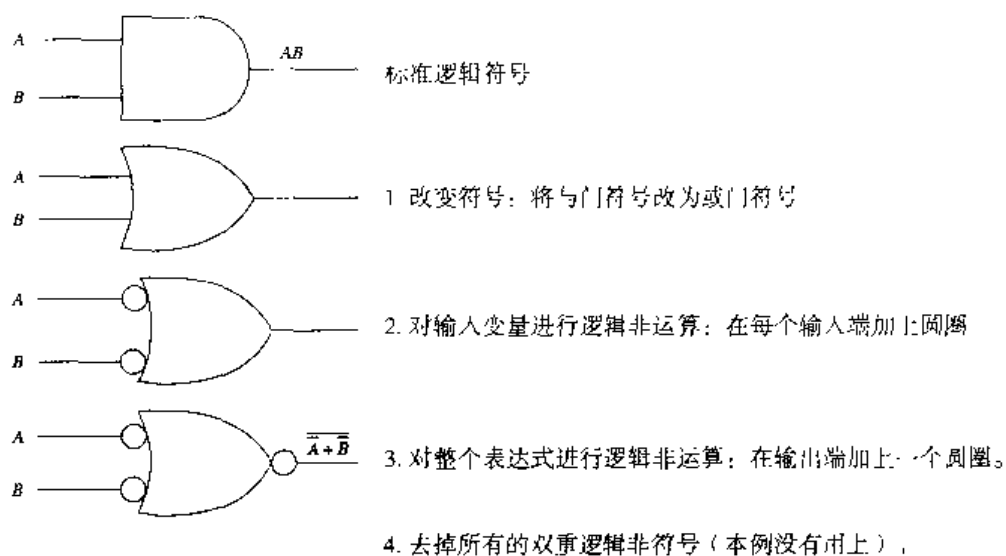 A
AB
标准逻辑符号
B
A
1 改变符号：将与门符号改为或门符号
B
A
2. 对输入变量进行逻辑非运算：在每个输入端加上圆圈
B
A
\overline{\overline{A} + \overline{B}}
3. 对整个表达式进行逻辑非运算：在输出端加上一个圆圈。
B
4. 去掉所有的双重逻辑非符号（本例没有用上）.